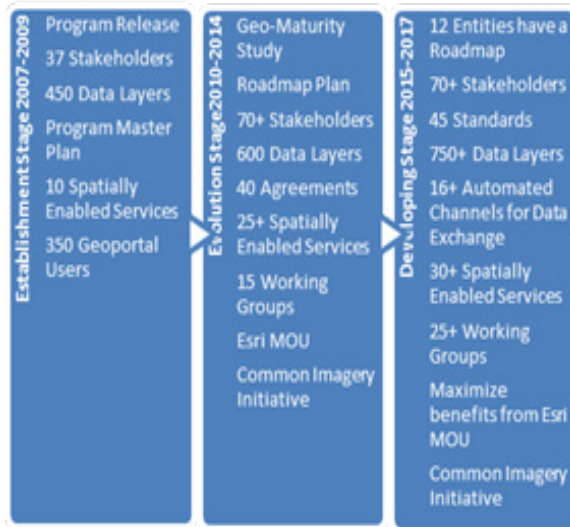 Establishment Stage 2007-2009
Program Release
37 Stakeholders
450 Data Layers
Program Master
Plan
10 Spatially
Enabled Services
350 Geoportal
Users
Evolution Stage2010-2014
Geo-Maturity
Study
Roadmap Plan
70+ Stakeholders
600 Data Layers
40 Agreements
25+ Spatially
Enabled Services
15 Working
Groups
Esri MOU
Common Imagery
Initiative
Developing Stage 2015-2017
12 Entities have a
Roadmap
70+ Stakeholders
45 Standards
750+ Data Layers
16+ Automated
Channels for Data
Exchange
30+ Spatially
Enabled Services
25+ Working
Groups
Maximize
benefits from Esri
MOU
Common Imagery
Initiative